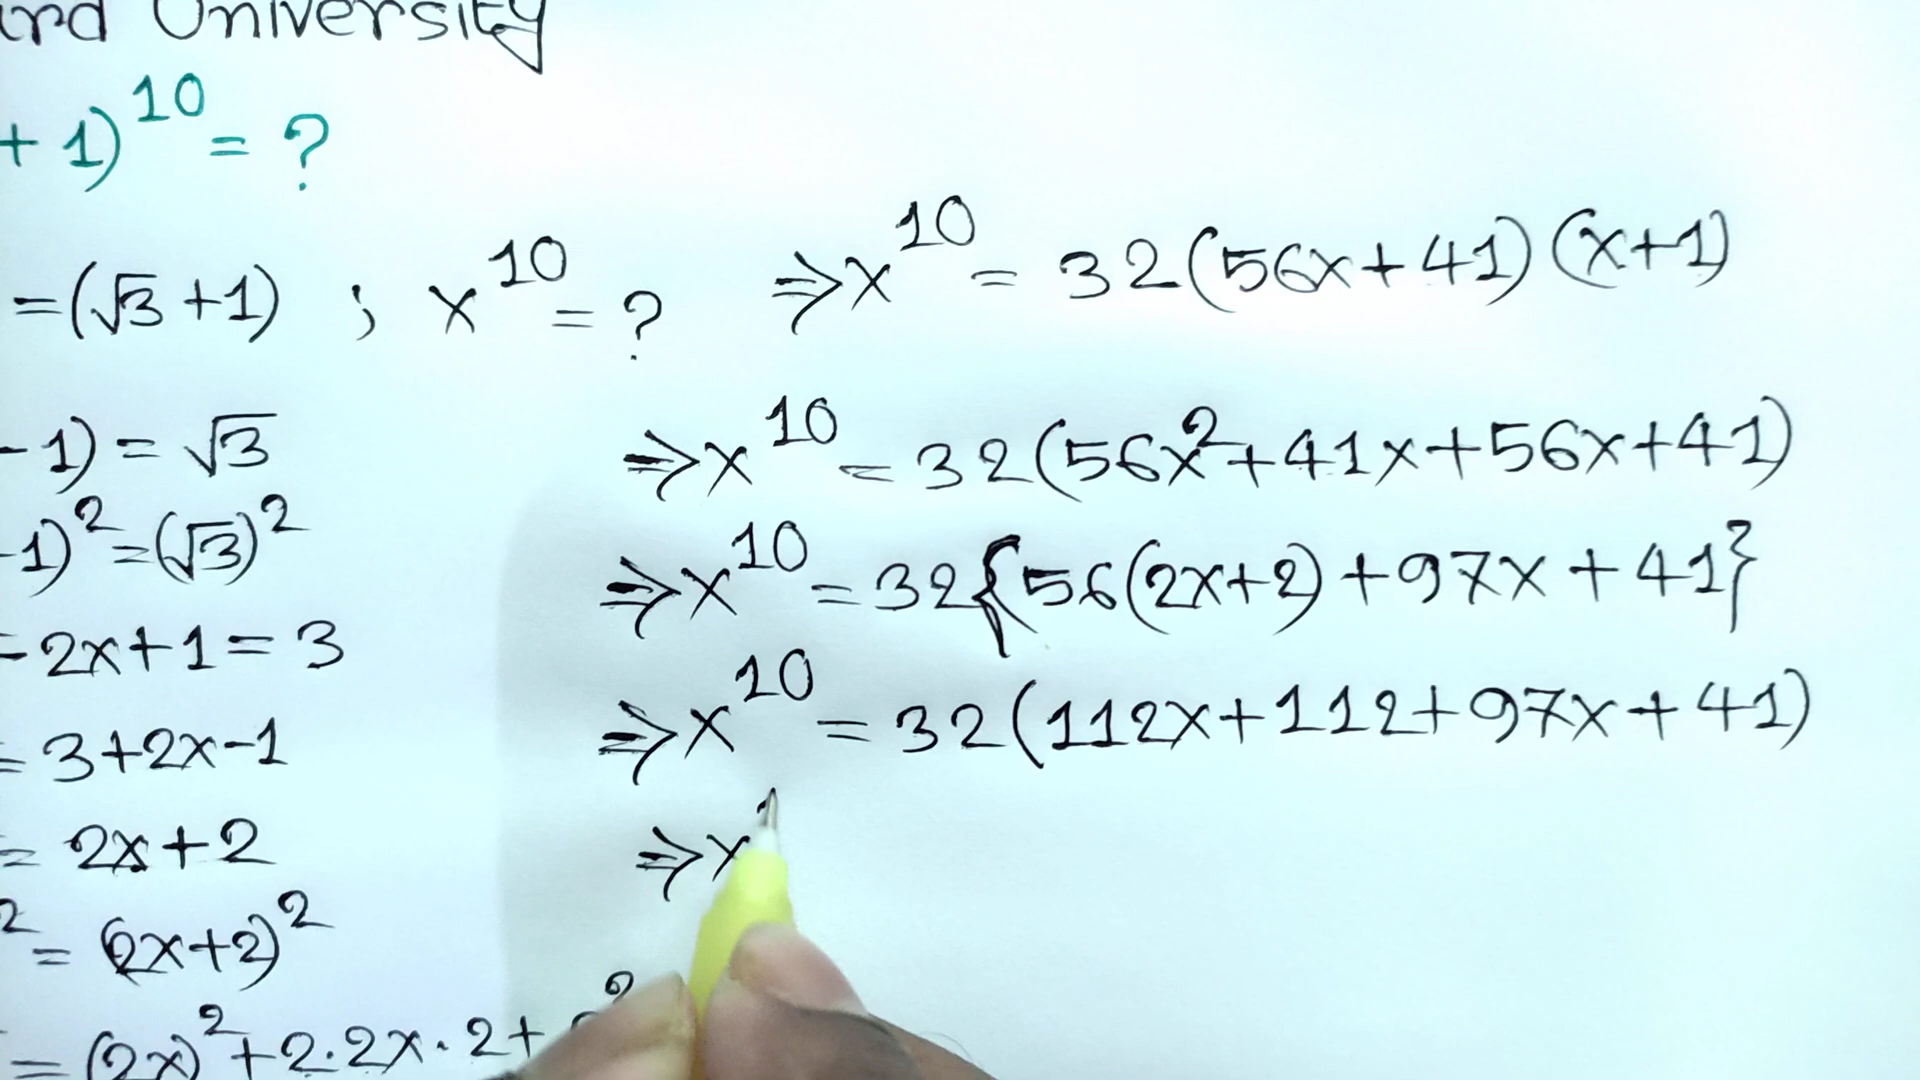 ard University
+ 1)^10 = ?
= (√3 + 1) ; x^10 = ?
- 1) = √3
-1)^2 = (√3)^2
- 2x + 1 = 3
= 3 + 2x - 1
= 2x + 2
2 = (2x + 2)^2
= (2x)^2 + 2.2x.2 +
⇒ x^10 = 32(56x + 41)(x + 1)
⇒ x^10 = 32(56x^2 + 41x + 56x + 41)
⇒ x^10 = 32{56(2x + 2) + 97x + 41}
⇒ x^10 = 32(112x + 112 + 97x + 41)
⇒ x